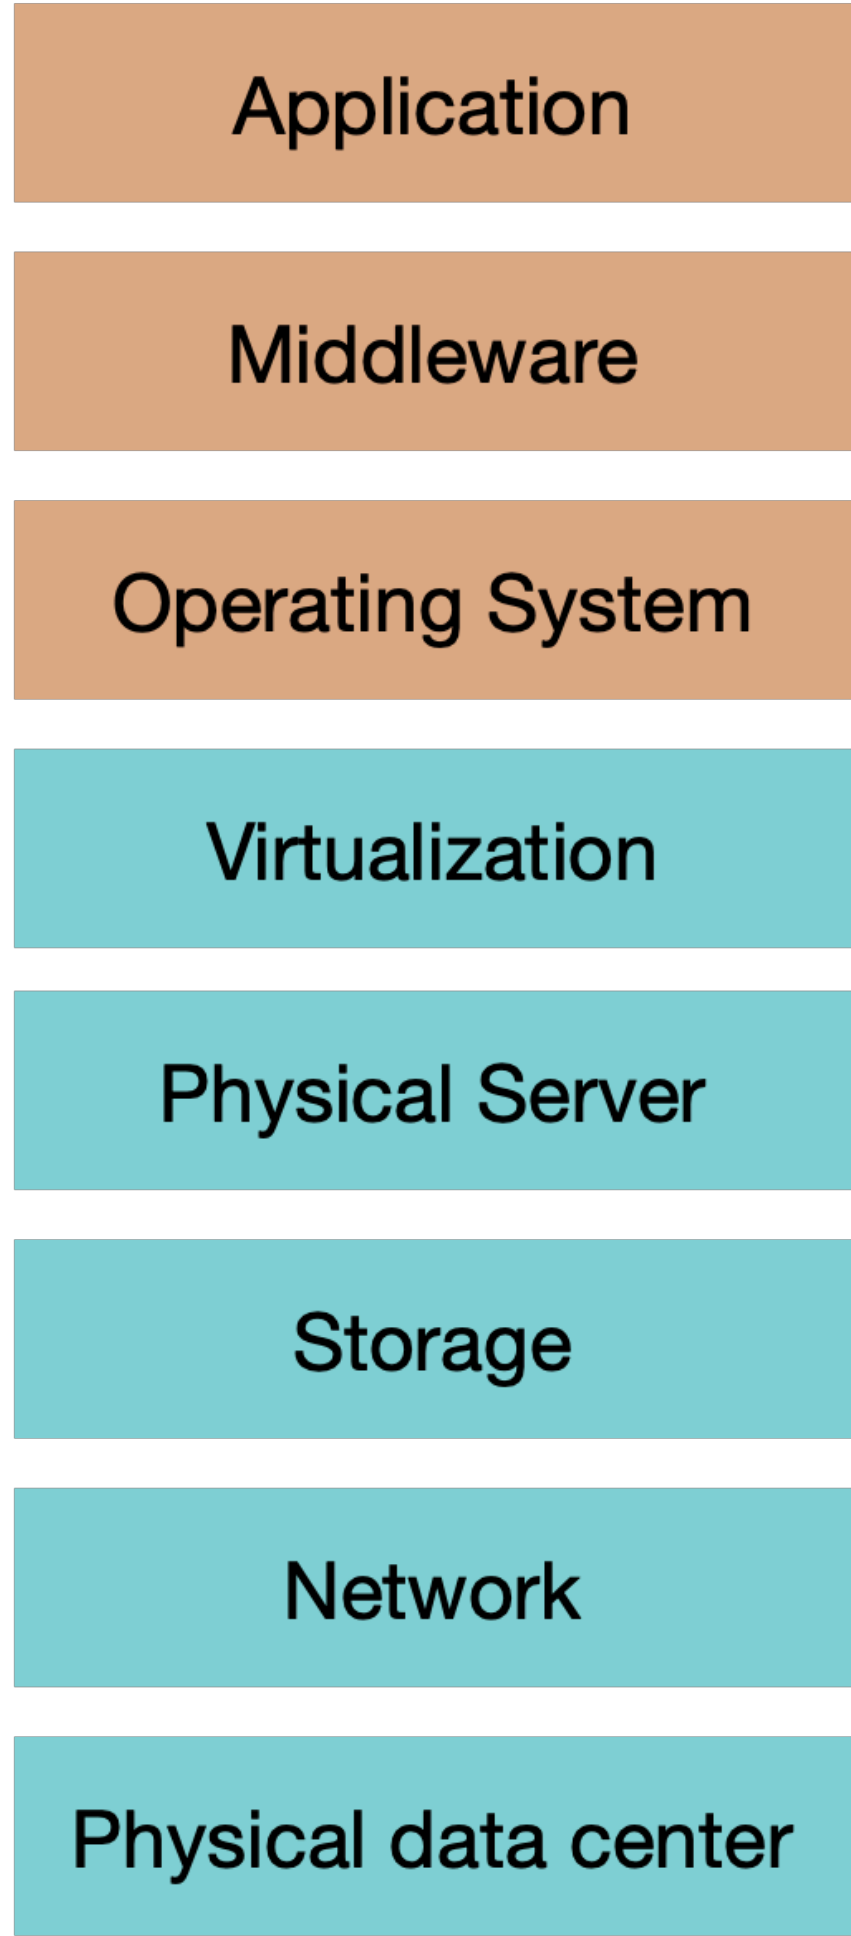 Application
Middleware
Operating System
Virtualization
Physical Server
Storage
Network
Physical data center